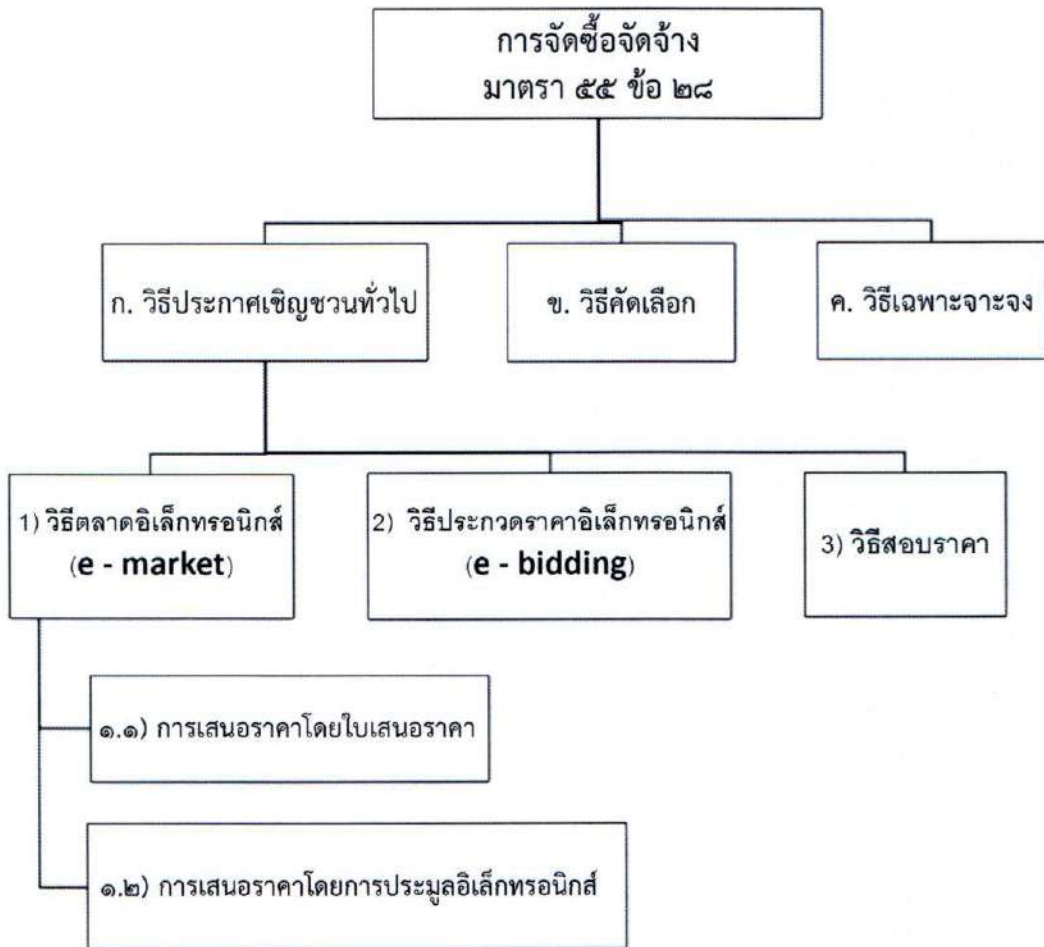 การจัดซื้อจัดจ้าง
มาตรา ๕๕ ข้อ ๒๘
ก. วิธีประกาศเชิญชวนทั่วไป
ข. วิธีคัดเลือก
ค. วิธีเฉพาะจาะจง
1) วิธีตลาดอิเล็กทรอนิกส์
(e - market)
2) วิธีประกวดราคาอิเล็กทรอนิกส์
(e - bidding)
3) วิธีสอบราคา
๑.๑) การเสนอราคาโดยใบเสนอราคา
๑.๒) การเสนอราคาโดยการประมูลอิเล็กทรอนิกส์